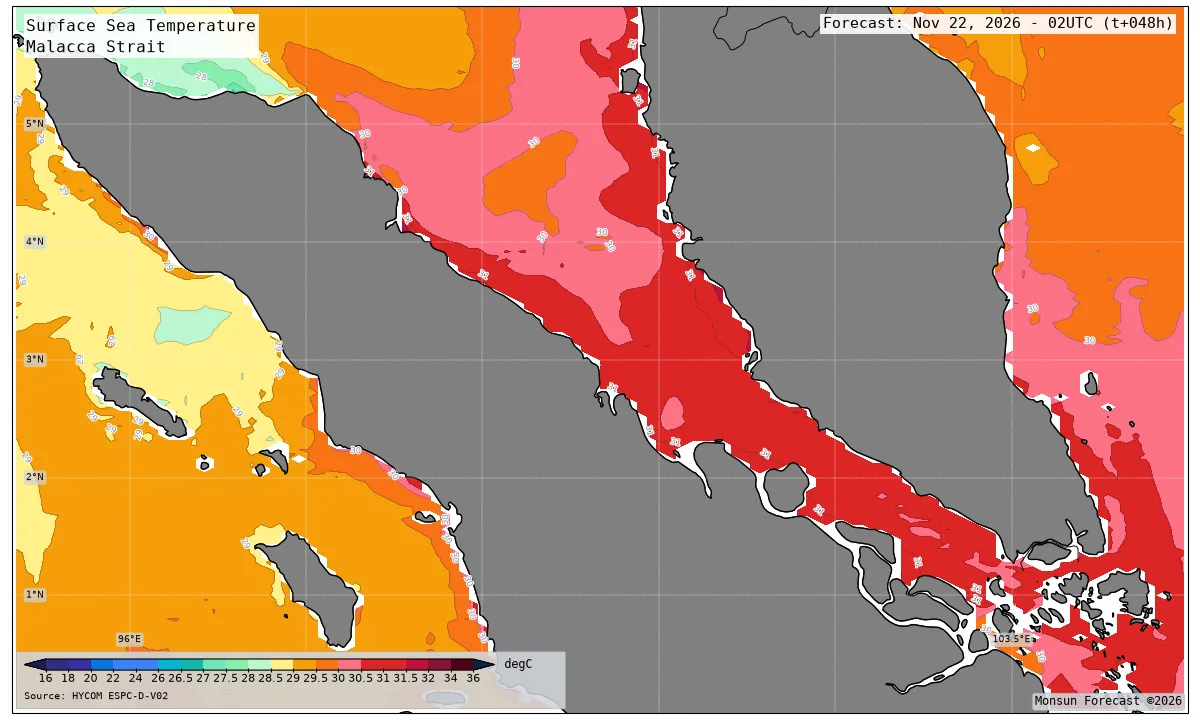 Surface Sea Temperature
Malacca Strait
Forecast: Nov 22, 2026 - 02UTC (t+048h)
5°N
4°N
3°N
2°N
1°N
96°E
103.5°E
degC
16 18 20 22 24 26 26.5 27 27.5 28 28.5 29 29.5 30 30.5 31 31.5 32 34 36
Source: HYCOM ESPC-D-V02
Monsun Forecast ©2026